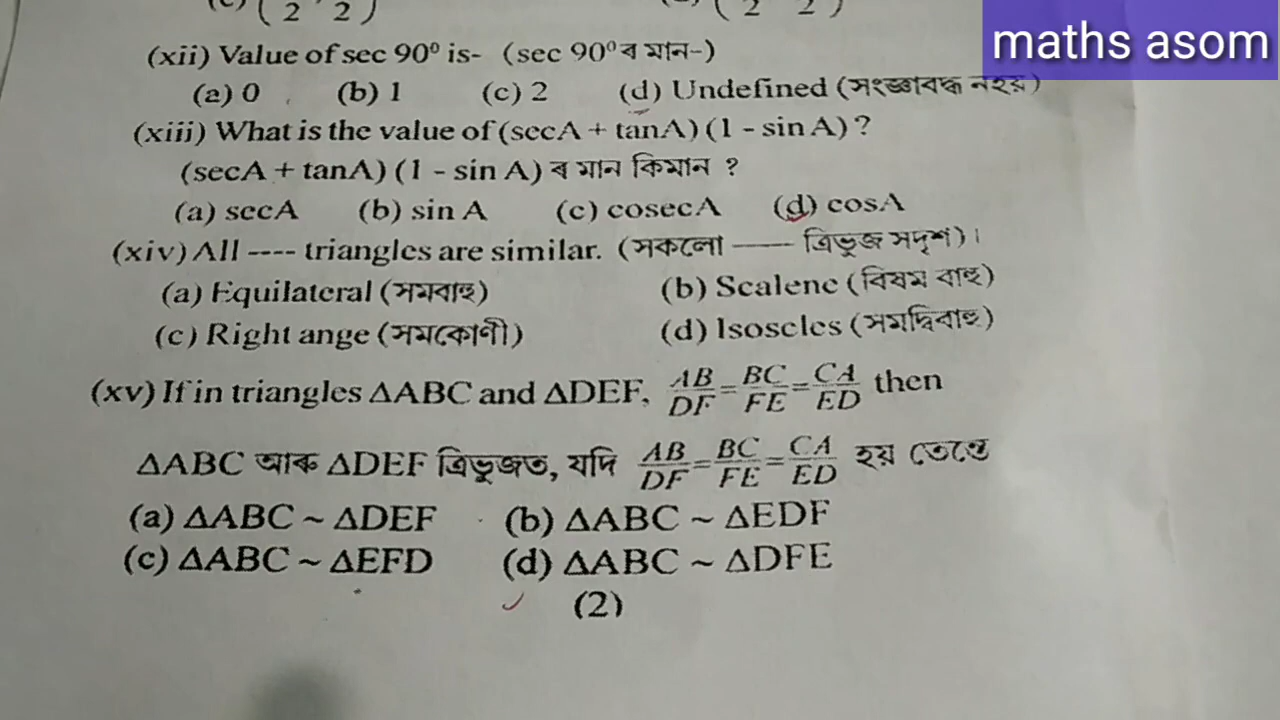 maths asom
(xii) Value of sec 90⁰ is- (sec 90⁰ ৰ মান-)
(a) 0 (b) 1 (c) 2 (d) Undefined (সংজ্ঞাবদ্ধ নহয়)
(xiii) What is the value of (secA + tanA) (1 - sin A) ?
(secA + tanA) (1 - sin A) ৰ মান কিমান ?
(a) secA (b) sin A (c) cosecA (d) cosA
(xiv) All ---- triangles are similar. (সকলো —— ত্ৰিভুজ সদৃশ)।
(a) Equilateral (সমবাহু) (b) Scalene (বিষম বাহু)
(c) Right ange (সমকোণী) (d) Isoscles (সমদ্বিবাহু)
(xv) If in triangles ΔABC and ΔDEF, AB/DF = BC/FE = CA/ED then
ΔABC আৰু ΔDEF ত্ৰিভুজত, যদি AB/DF = BC/FE = CA/ED হয় তেন্তে
(a) ΔABC ~ ΔDEF (b) ΔABC ~ ΔEDF
(c) ΔABC ~ ΔEFD (d) ΔABC ~ ΔDFE
(2)